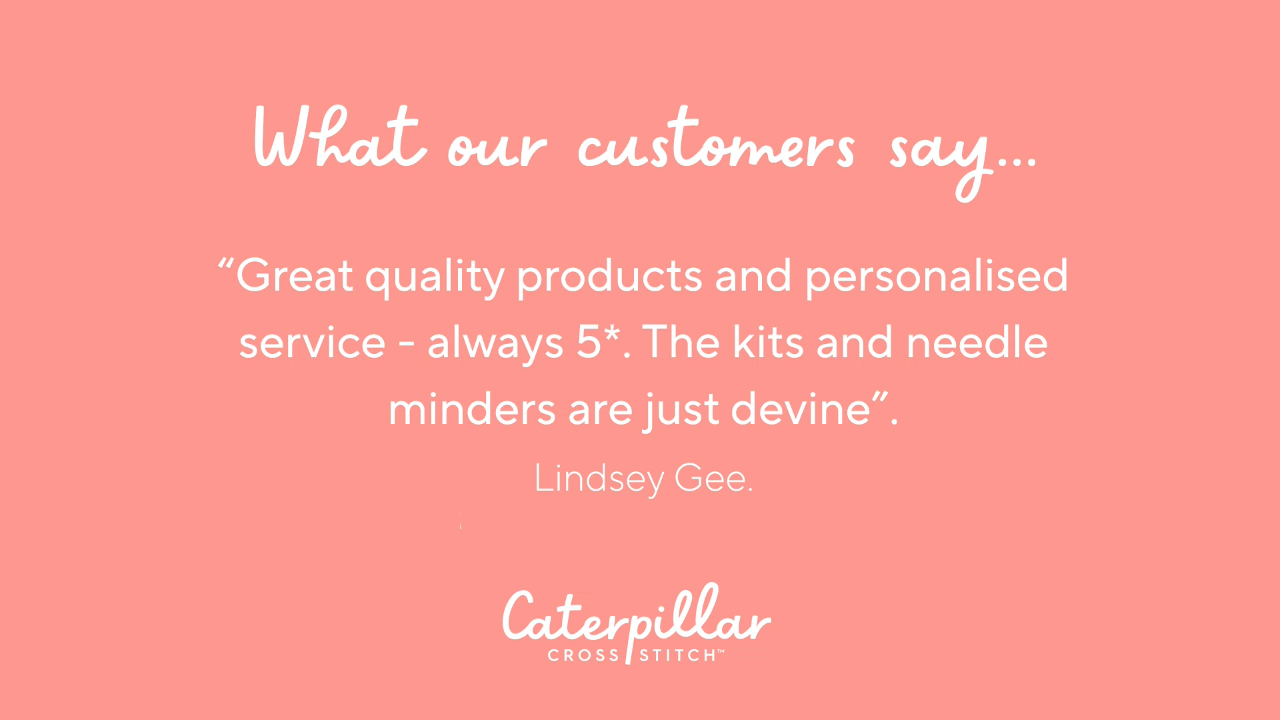 What our customers say...
“Great quality products and personalised
service - always 5*. The kits and needle
minders are just devine”.
Lindsey Gee.
Caterpillar
CROSS STITCH™